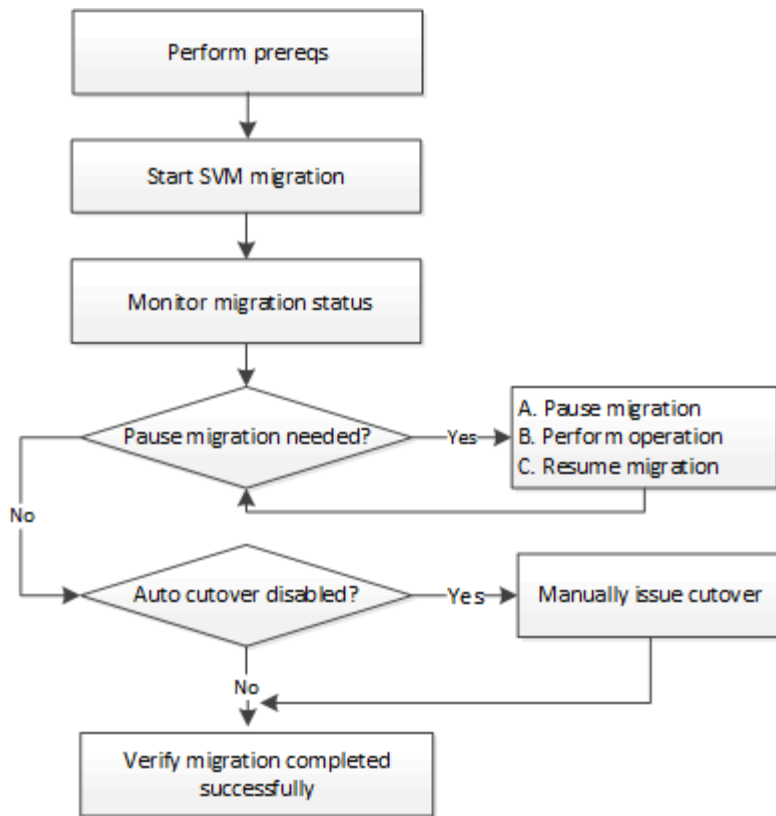 Perform prereqs
Start SVM migration
Monitor migration status
Pause migration needed?
Yes
A. Pause migration
B. Perform operation
C. Resume migration
No
Auto cutover disabled?
Yes
Manually issue cutover
No
Verify migration completed
successfully